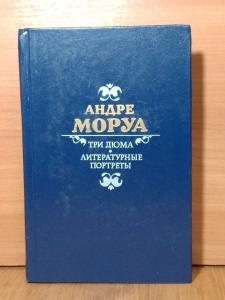 АНДРЕ
МОРУА
ТРИ ДЮМА
•
ЛИТЕРАТУРНЫЕ
ПОРТРЕТЫ